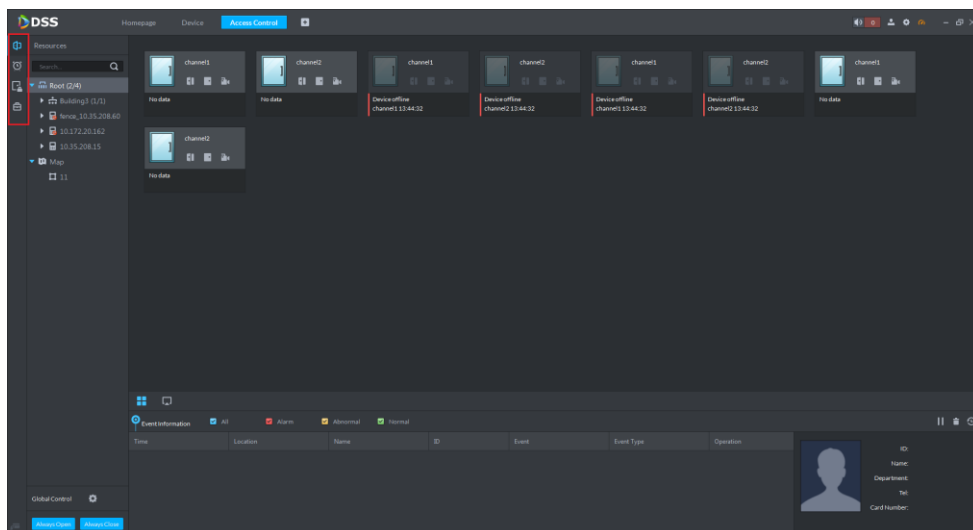 DSS Homepage Device Access Control 0
Resources
Search...
Root (2/4)
Building3 (1/1)
fence_10.35.208.60
10.172.20.162
10.35.208.15
Map
11
channel1 channel2 channel1 channel2 channel1 channel2 channel1
No data No data Device offline Device offline Device offline Device offline No data
channel1 13:44:32 channel2 13:44:32 channel1 13:44:32 channel2 13:44:32
channel2
No data
Event Information All Alarm Abnormal Normal
Time Location Name ID Event Event Type Operation
ID:
Name:
Department:
Tel:
Card Number:
Global Control
Always Open Always Close